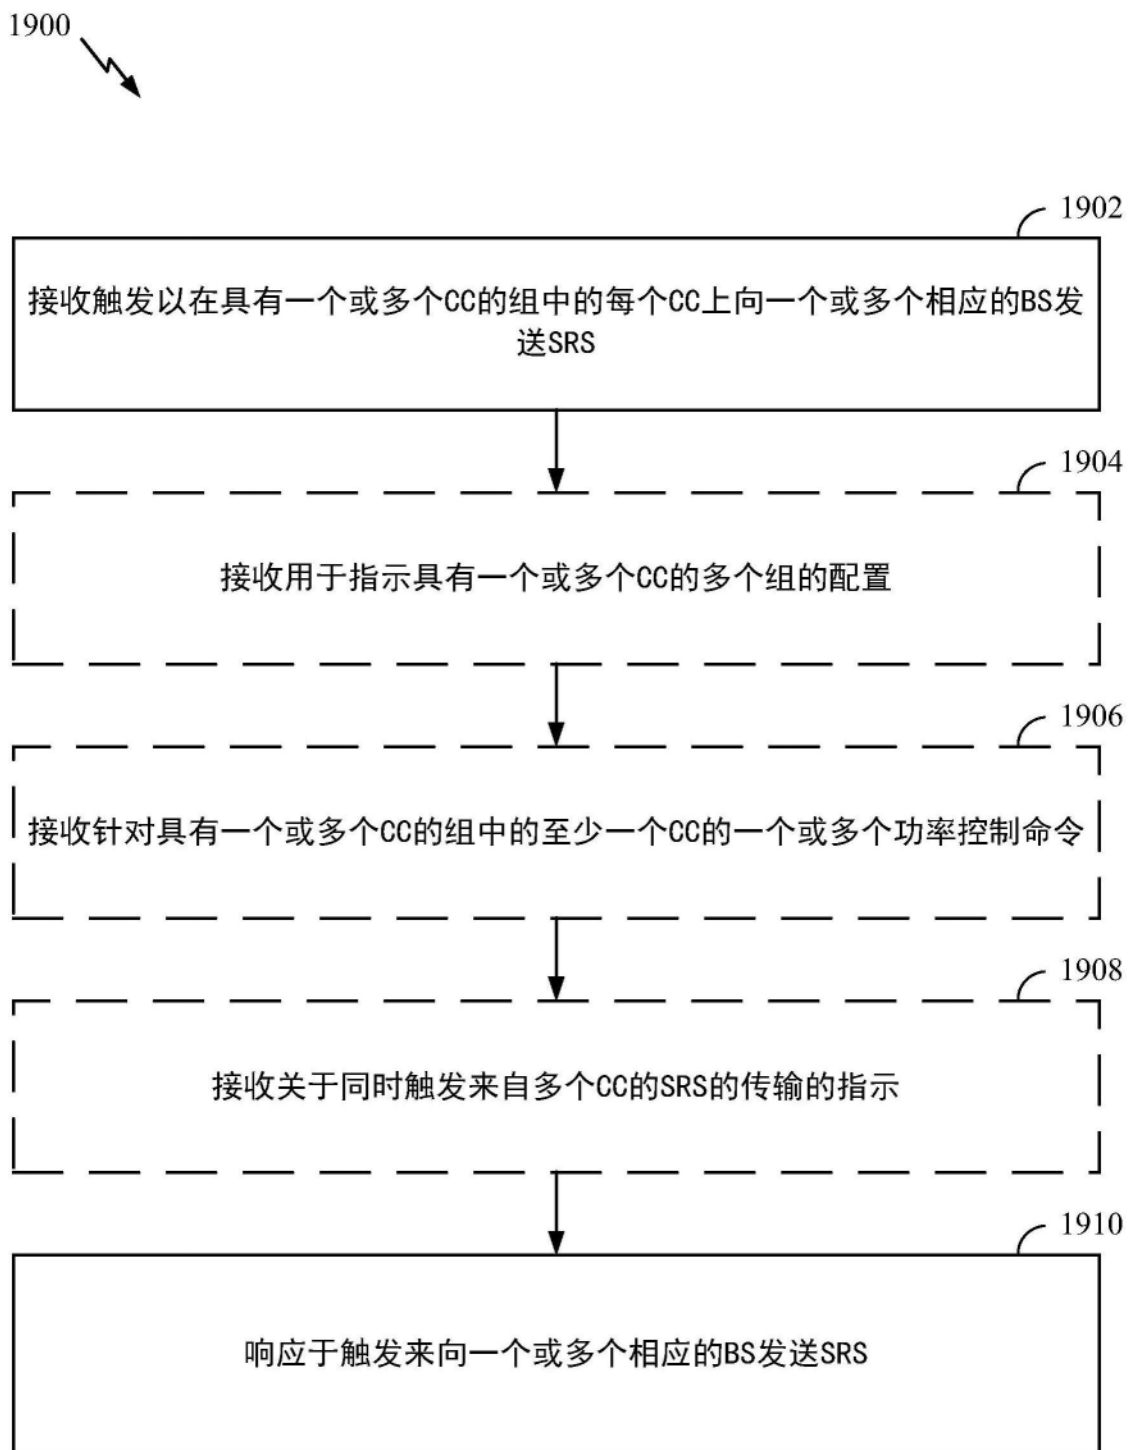 1900
1902
接收触发以在具有一个或多个CC的组中的每个CC上向一个或多个相应的BS发
送SRS
1904
接收用于指示具有一个或多个CC的多个组的配置
1906
接收针对具有一个或多个CC的组中的至少一个CC的一个或多个功率控制命令
1908
接收关于同时触发来自多个CC的SRS的传输的指示
1910
响应于触发来向一个或多个相应的BS发送SRS